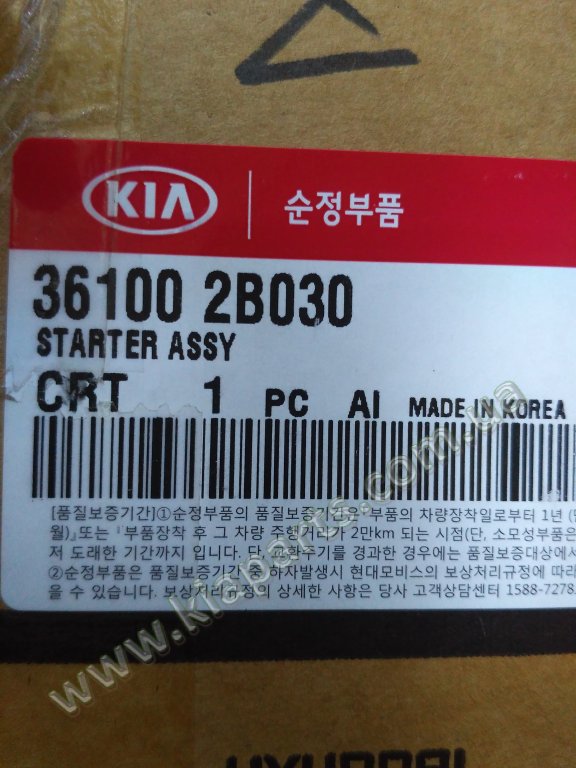 KIA 순정부품
36100 2B030
STARTER ASSY
CRT 1 PC AI MADE IN KOREA
[품질보증기간]①순정부품의 품질보증기간은 『부품의 차량장착일로부터 1년
월)』또는 『부품장착 후 그 차량 주행거리가 2만km 되는 시점(단, 소모성부품은
저 도래한 기간까지 입니다. 단, 교환주기를 경과한 경우에는 품질보증대상에서
②순정부품은 품질보증기간 중 하자발생시 현대모비스의 보상처리규정에 따라
을 수 있습니다. 보상처리규정의 상세한 사항은 당사 고객상담센터 1588-7278
www.kiaparts.com.ua
HYUNDAI